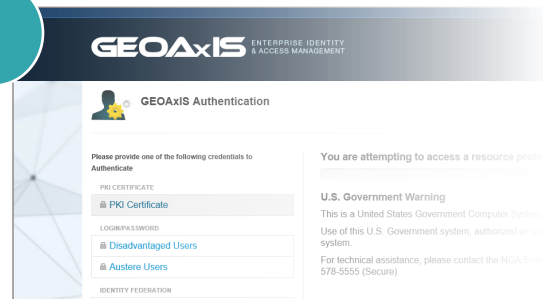 GEOAxIS ENTERPRISE IDENTITY
& ACCESS MANAGEMENT
GEOAxIS Authentication
Please provide one of the following credentials to
Authenticate
PKI CERTIFICATE
PKI Certificate
LOGIN/PASSWORD
Disadvantaged Users
Austere Users
IDENTITY FEDERATION
You are attempting to access a resource
U.S. Government Warning
This is a United States Government Computer System
Use of this U.S. Government system, authorized or
system.
For technical assistance, please contact the NGA
578-5555 (Secure)